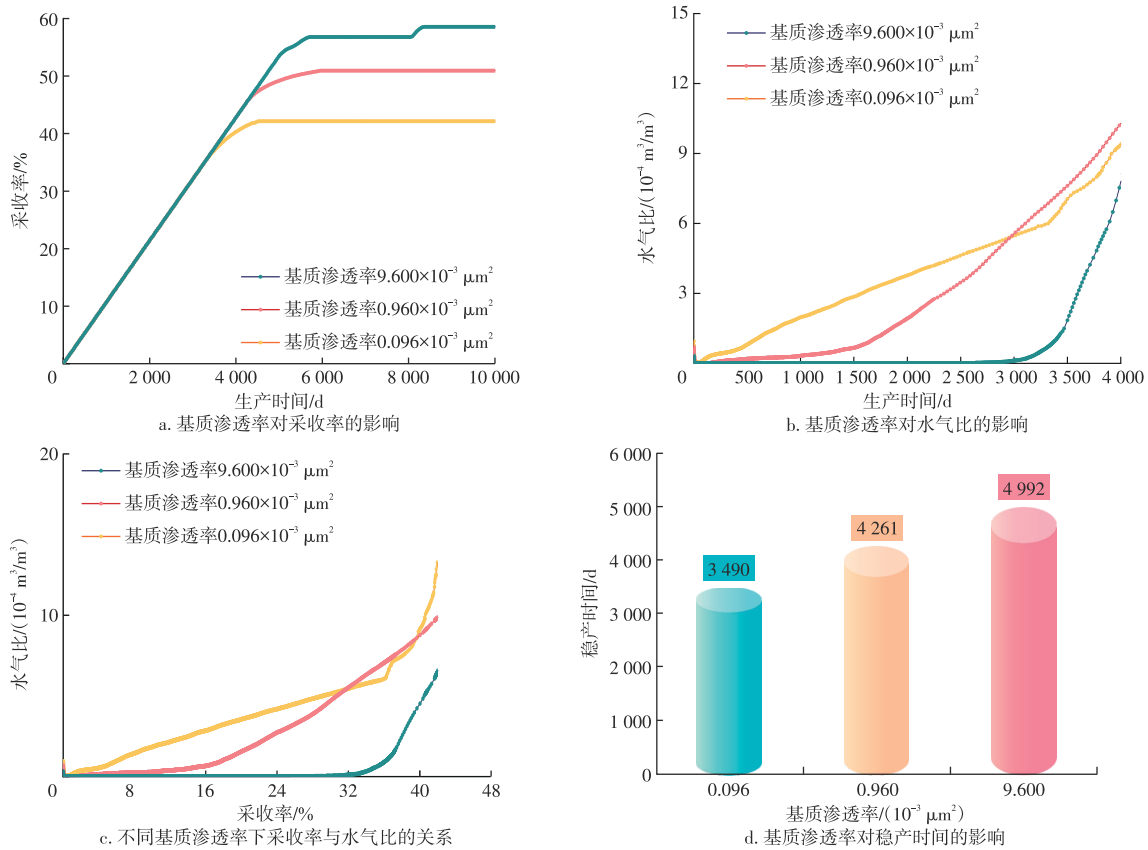 60
50
40
30
20
10
0
采收率/%
基质渗透率9.600×10⁻³ μm²
基质渗透率0.960×10⁻³ μm²
基质渗透率0.096×10⁻³ μm²
2 000
4 000
6 000
8 000
10 000
生产时间/d
a. 基质渗透率对采收率的影响
15
12
9
6
3
0
水气比/(10⁻⁴ m³/m³)
基质渗透率9.600×10⁻³ μm²
基质渗透率0.960×10⁻³ μm²
基质渗透率0.096×10⁻³ μm²
500
1 000
1 500
2 000
2 500
3 000
3 500
4 000
生产时间/d
b. 基质渗透率对水气比的影响
20
10
0
水气比/(10⁻⁴ m³/m³)
基质渗透率9.600×10⁻³ μm²
基质渗透率0.960×10⁻³ μm²
基质渗透率0.096×10⁻³ μm²
8
16
24
32
40
48
采收率/%
c. 不同基质渗透率下采收率与水气比的关系
6 000
5 000
4 000
3 000
2 000
1 000
0
稳产时间/d
3 490
4 261
4 992
0.096
0.960
9.600
基质渗透率/(10⁻³ μm²)
d. 基质渗透率对稳产时间的影响